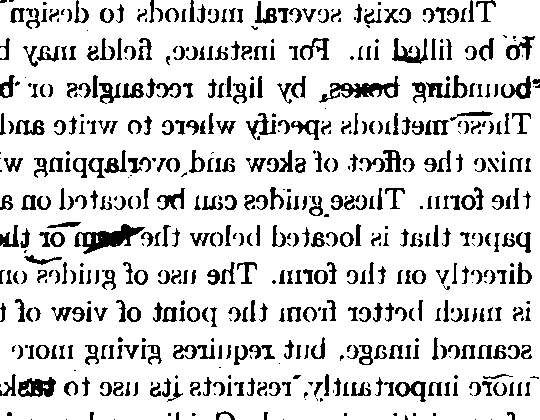 There exist several methods to design
to be filled in. For instance, fields may b
bounding boxes, by light rectangles or b
These methods specify where to write and
mize the effect of skew and overlapping wi
the form. These guides can be located on a
paper that is located below the form or the
directly on the form. The use of guides on
is much better from the point of view of t
scanned image, but requires giving more
more importantly, restricts its use to tasks